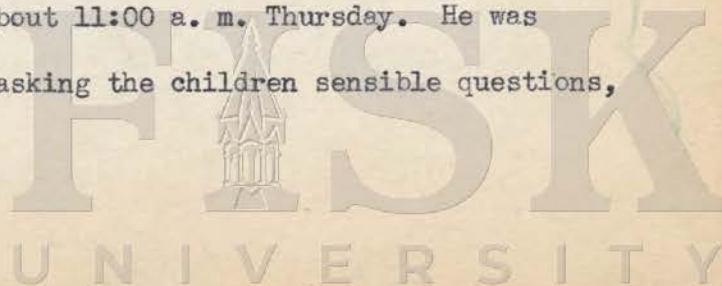 bout 11:00 a. m. Thursday. He was
asking the children sensible questions,
FISK
UNIVERSITY